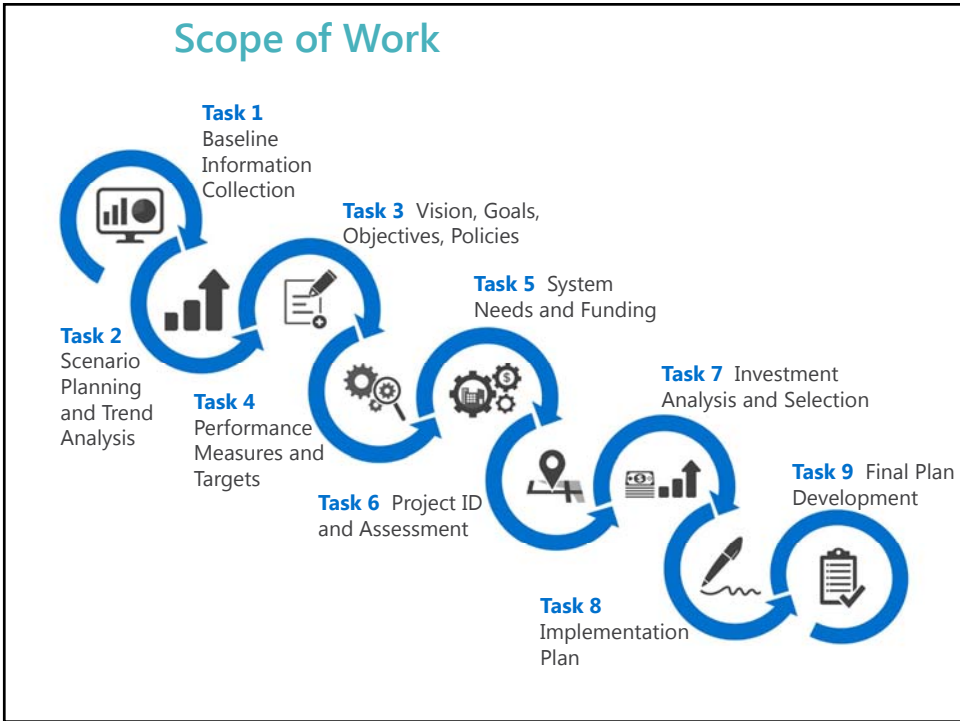 Scope of Work
Task 1
Baseline
Information
Collection
Task 2
Scenario
Planning
and Trend
Analysis
Task 3 Vision, Goals,
Objectives, Policies
Task 4
Performance
Measures and
Targets
Task 5 System
Needs and Funding
Task 6 Project ID
and Assessment
Task 7 Investment
Analysis and Selection
Task 8
Implementation
Plan
Task 9 Final Plan
Development